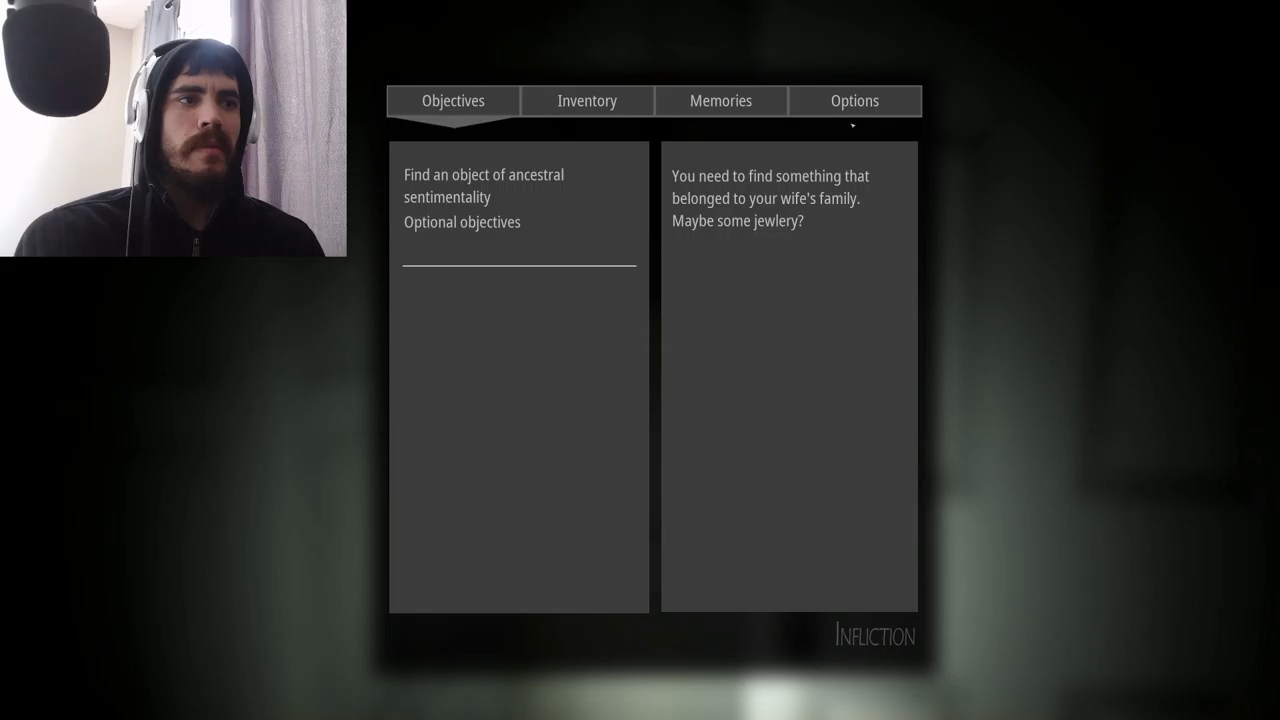 Objectives
Inventory
Memories
Options
Find an object of ancestral
sentimentality
Optional objectives
You need to find something that
belonged to your wife's family.
Maybe some jewlery?
INFLICTION